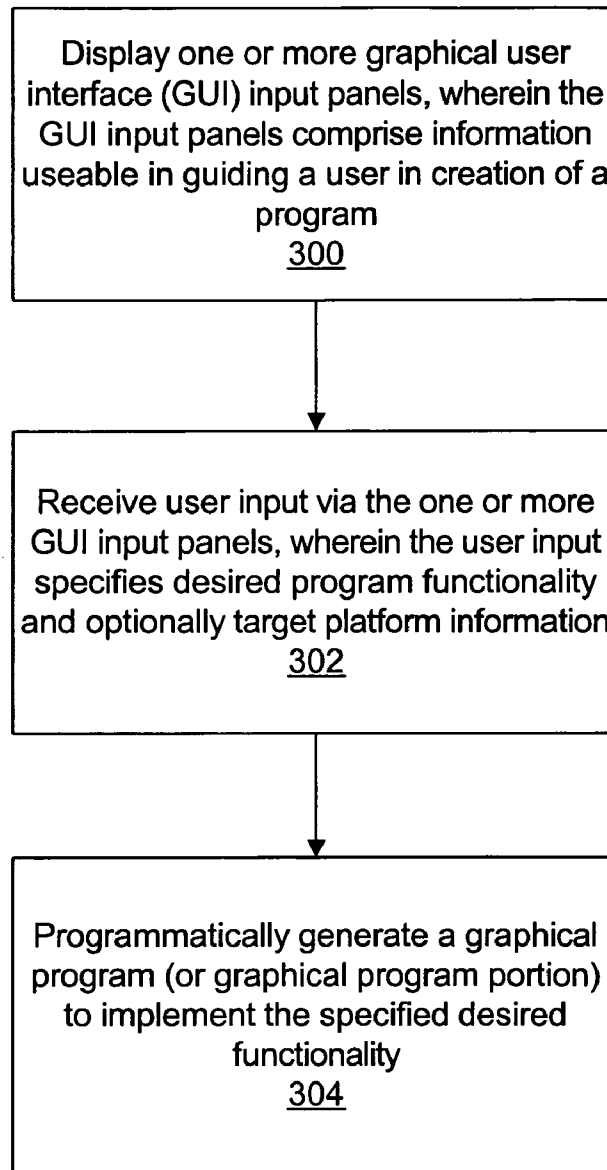 Display one or more graphical user
interface (GUI) input panels, wherein the
GUI input panels comprise information
useable in guiding a user in creation of a
program
300
Receive user input via the one or more
GUI input panels, wherein the user input
specifies desired program functionality
and optionally target platform information
302
Programmatically generate a graphical
program (or graphical program portion)
to implement the specified desired
functionality
304